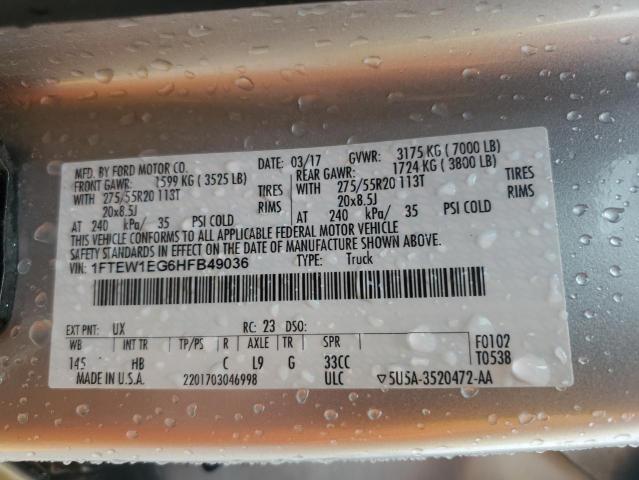 MFD. BY FORD MOTOR CO. DATE: 03/17 GVWR: 3175 KG ( 7000 LB)
FRONT GAWR: 1599 KG ( 3525 LB) REAR GAWR: 1724 KG ( 3800 LB)
WITH 275/55R20 113T TIRES WITH 275/55R20 113T TIRES
20x8.5J RIMS 20x8.5J RIMS
AT 240 kPa/ 35 PSI COLD AT 240 kPa/ 35 PSI COLD
THIS VEHICLE CONFORMS TO ALL APPLICABLE FEDERAL MOTOR VEHICLE
SAFETY STANDARDS IN EFFECT ON THE DATE OF MANUFACTURE SHOWN ABOVE.
VIN: 1FTEW1EG6HFB49036 TYPE: Truck
EXT PNT: UX RC: 23 DSO:
WB INT TR TP/PS R AXLE TR SPR F0102
145 HB C L9 G 33CC T0538
MADE IN U.S.A. 2201703046998 ULC ▽5U5A-3520472-AA